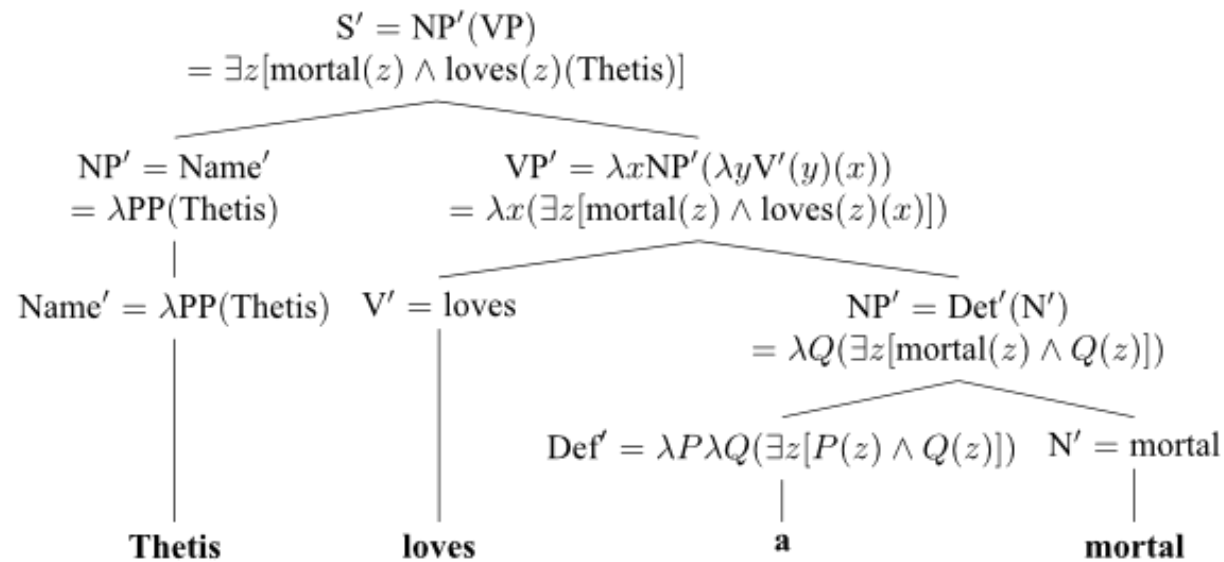 S′ = NP′(VP)
= ∃z[mortal(z) ∧ loves(z)(Thetis)]
NP′ = Name′
= λPP(Thetis)
VP′ = λxNP′(λyV′(y)(x))
= λx(∃z[mortal(z) ∧ loves(z)(x)])
Name′ = λPP(Thetis)
V′ = loves
NP′ = Det′(N′)
= λQ(∃z[mortal(z) ∧ Q(z)])
Def′ = λPλQ(∃z[P(z) ∧ Q(z)])
N′ = mortal
Thetis
loves
a
mortal